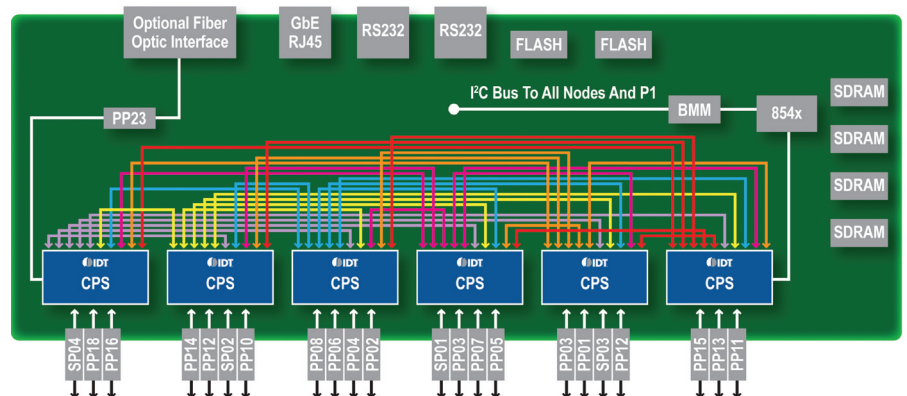 Optional Fiber
Optic Interface
GbE
RJ45
RS232
RS232
FLASH
FLASH
I²C Bus To All Nodes And P1
BMM
854x
SDRAM
SDRAM
SDRAM
SDRAM
PP23
IDT
CPS
IDT
CPS
IDT
CPS
IDT
CPS
IDT
CPS
IDT
CPS
SP04
PP18
PP16
PP14
PP12
SP02
PP10
PP08
PP06
PP04
PP02
SP01
PP03
PP07
PP05
PP03
PP01
SP03
PP12
PP15
PP13
PP11